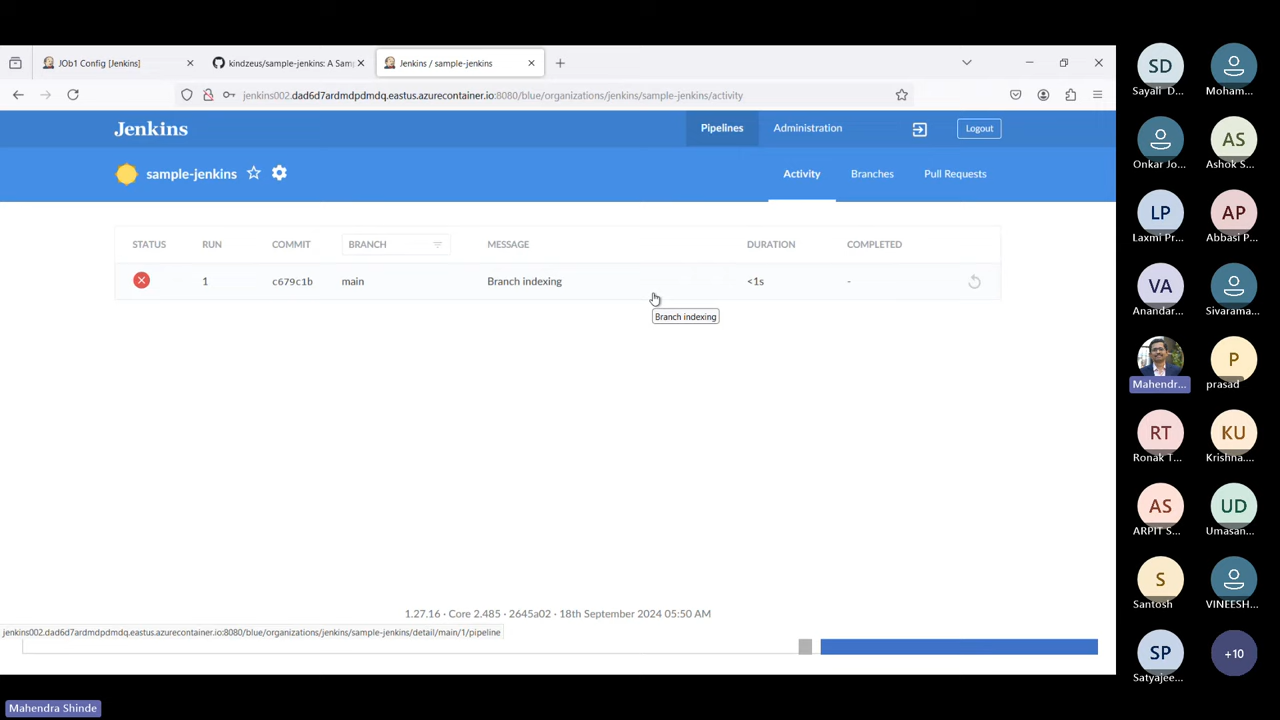 JOb1 Config [Jenkins]
kindzeus/sample-jenkins: A Sam
Jenkins / sample-jenkins
jenkins002.dad6d7ardmdpdmdq.eastus.azurecontainer.io:8080/blue/organizations/jenkins/sample-jenkins/activity
Jenkins
Pipelines
Administration
Logout
sample-jenkins
Activity
Branches
Pull Requests
STATUS RUN COMMIT BRANCH MESSAGE DURATION COMPLETED
1 c679c1b main Branch indexing <1s -
Branch indexing
1.27.16 · Core 2.485 · 2645a02 · 18th September 2024 05:50 AM
jenkins002.dad6d7ardmdpdmdq.eastus.azurecontainer.io:8080/blue/organizations/jenkins/sample-jenkins/detail/main/1/pipeline
SD
Sayali D...
Moham...
Onkar Jo...
AS
Ashok S...
LP
Laxmi Pr...
AP
Abbasi P...
VA
Anandar...
Sivarama...
Mahendr...
P
prasad
RT
Ronak T...
KU
Krishna....
AS
ARPIT S...
UD
Umasan...
S
Santosh
VINEESH...
SP
Satyajee...
+10
Mahendra Shinde